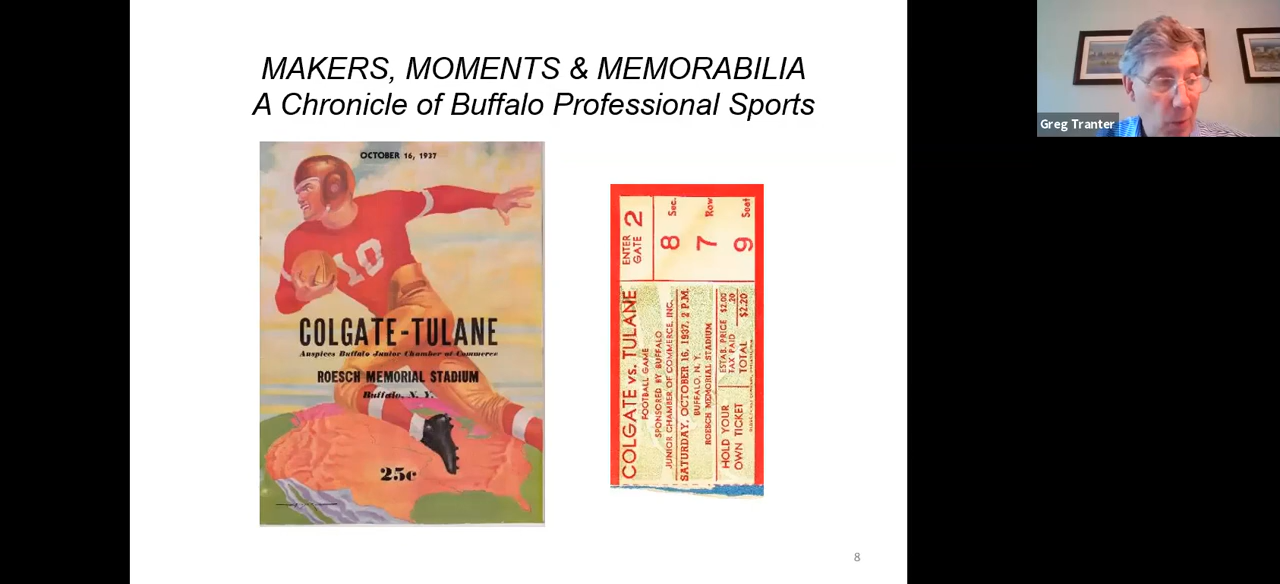 MAKERS, MOMENTS & MEMORABILIA
A Chronicle of Buffalo Professional Sports
Greg Tranter
OCTOBER 16, 1937
10
COLGATE-TULANE
Auspices Buffalo Junior Chamber of Commerce
ROESCH MEMORIAL STADIUM
Buffalo, N. Y.
25c
ENTER
GATE 2
8 Sec.
7 Row
9 Seat
COLGATE vs. TULANE
FOOTBALL GAME
SPONSORED BY BUFFALO
JUNIOR CHAMBER OF COMMERCE, INC.
SATURDAY, OCTOBER 16, 1937, 2 P.M.
BUFFALO, N. Y.
ROESCH MEMORIAL STADIUM
HOLD YOUR
OWN TICKET
ESTAB. PRICE $2.00
TAX PAID .20
TOTAL $2.20
8